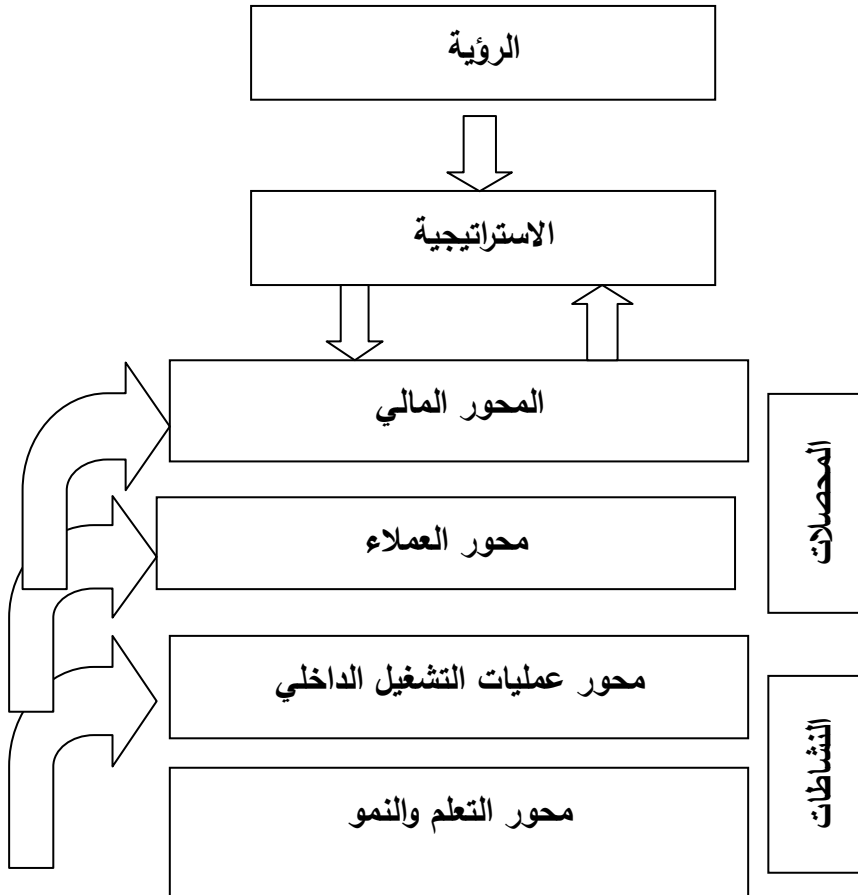 الرؤية
الاستراتيجية
المحور المالي
المحصلات
محور العملاء
محور عمليات التشغيل الداخلي
النشاطات
محور التعلم والنمو